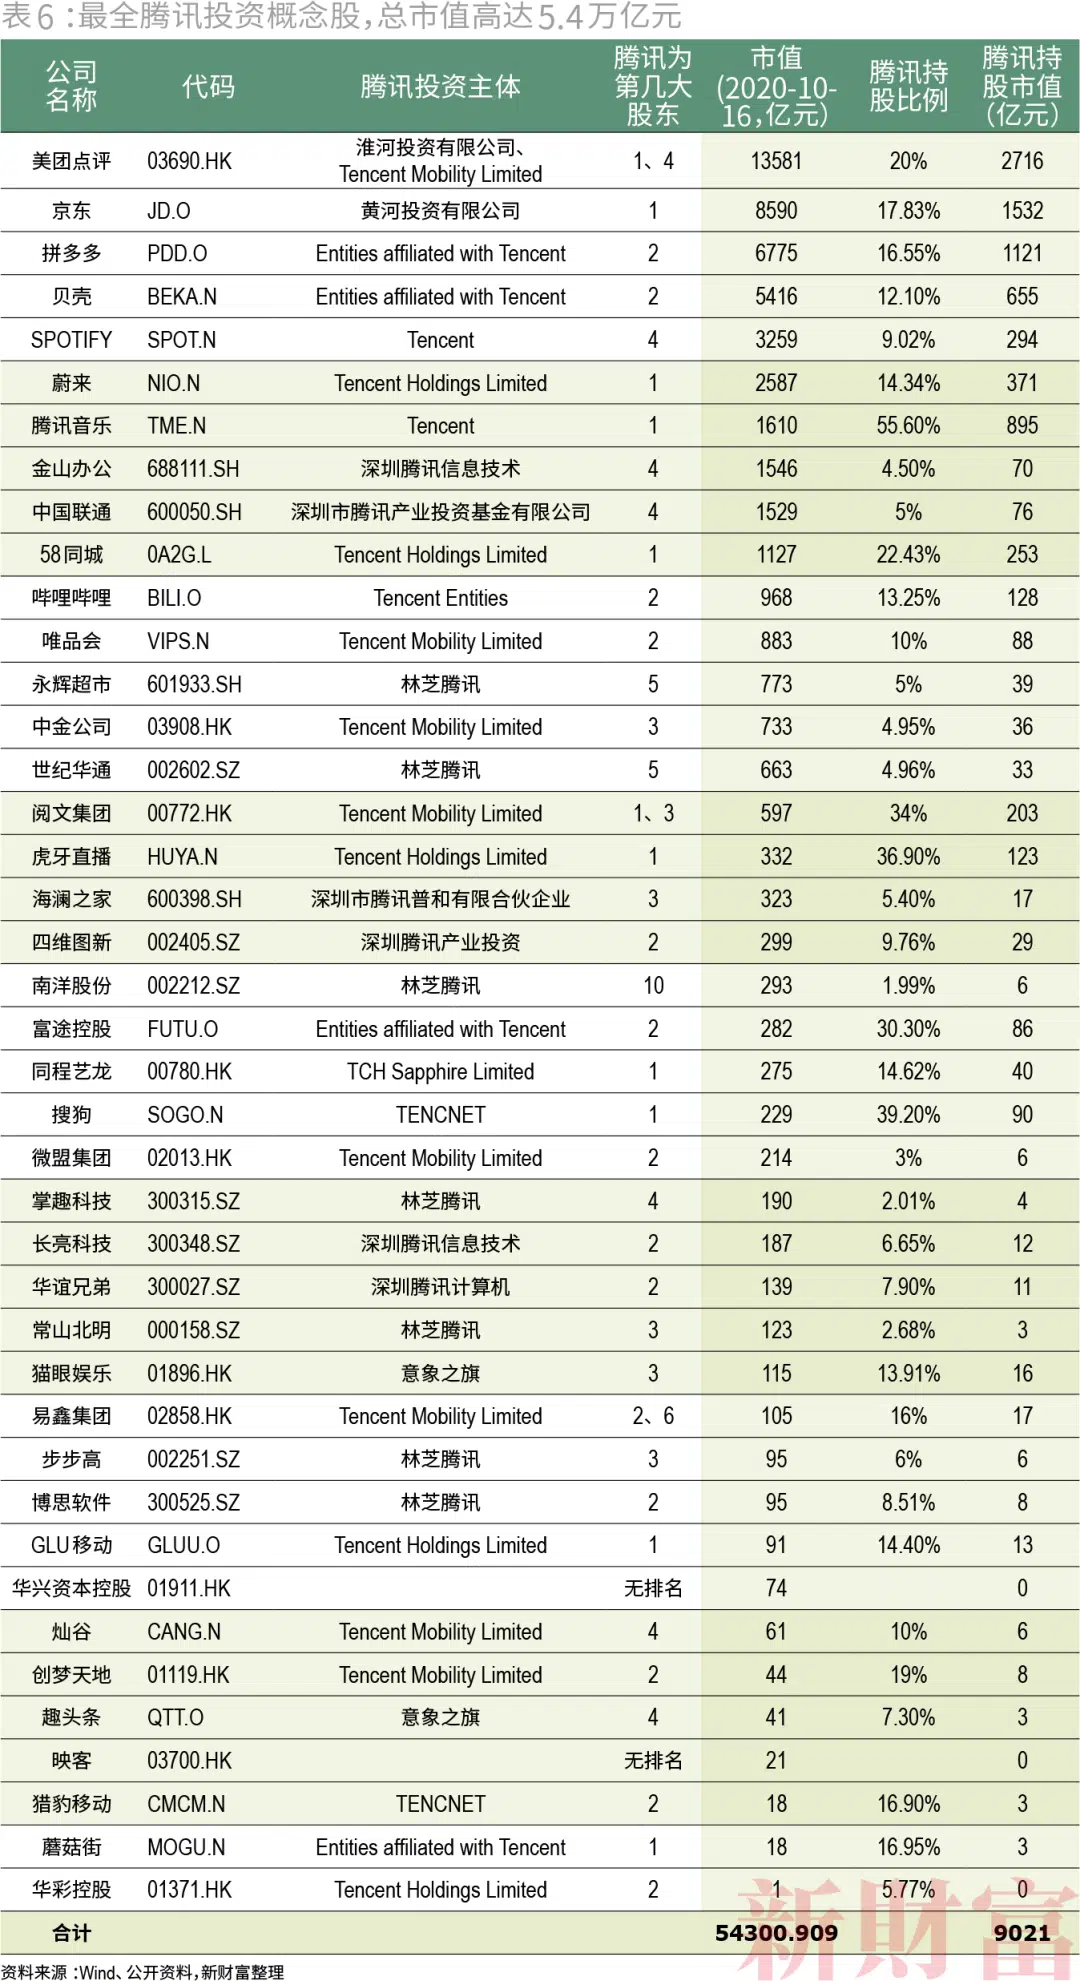 表6：最全腾讯投资概念股，总市值高达5.4万亿元
公司名称 代码 腾讯投资主体 腾讯为第几大股东 市值(2020-10-16，亿元) 腾讯持股比例 腾讯持股市值（亿元）
美团点评 03690.HK 淮河投资有限公司、Tencent Mobility Limited 1、4 13581 20% 2716
京东 JD.O 黄河投资有限公司 1 8590 17.83% 1532
拼多多 PDD.O Entities affiliated with Tencent 2 6775 16.55% 1121
贝壳 BEKA.N Entities affiliated with Tencent 2 5416 12.10% 655
SPOTIFY SPOT.N Tencent 4 3259 9.02% 294
蔚来 NIO.N Tencent Holdings Limited 1 2587 14.34% 371
腾讯音乐 TME.N Tencent 1 1610 55.60% 895
金山办公 688111.SH 深圳腾讯信息技术 4 1546 4.50% 70
中国联通 600050.SH 深圳市腾讯产业投资基金有限公司 4 1529 5% 76
58同城 0A2G.L Tencent Holdings Limited 1 1127 22.43% 253
哔哩哔哩 BILI.O Tencent Entities 2 968 13.25% 128
唯品会 VIPS.N Tencent Mobility Limited 2 883 10% 88
永辉超市 601933.SH 林芝腾讯 5 773 5% 39
中金公司 03908.HK Tencent Mobility Limited 3 733 4.95% 36
世纪华通 002602.SZ 林芝腾讯 5 663 4.96% 33
阅文集团 00772.HK Tencent Mobility Limited 1、3 597 34% 203
虎牙直播 HUYA.N Tencent Holdings Limited 1 332 36.90% 123
海澜之家 600398.SH 深圳市腾讯普和有限合伙企业 3 323 5.40% 17
四维图新 002405.SZ 深圳腾讯产业投资 2 299 9.76% 29
南洋股份 002212.SZ 林芝腾讯 10 293 1.99% 6
富途控股 FUTU.O Entities affiliated with Tencent 2 282 30.30% 86
同程艺龙 00780.HK TCH Sapphire Limited 1 275 14.62% 40
搜狗 SOGO.N TENCNET 1 229 39.20% 90
微盟集团 02013.HK Tencent Mobility Limited 2 214 3% 6
掌趣科技 300315.SZ 林芝腾讯 4 190 2.01% 4
长亮科技 300348.SZ 深圳腾讯信息技术 2 187 6.65% 12
华谊兄弟 300027.SZ 深圳腾讯计算机 2 139 7.90% 11
常山北明 000158.SZ 林芝腾讯 3 123 2.68% 3
猫眼娱乐 01896.HK 意象之旗 3 115 13.91% 16
易鑫集团 02858.HK Tencent Mobility Limited 2、6 105 16% 17
步步高 002251.SZ 林芝腾讯 3 95 6% 6
博思软件 300525.SZ 林芝腾讯 2 95 8.51% 8
GLU移动 GLUU.O Tencent Holdings Limited 1 91 14.40% 13
华兴资本控股 01911.HK 无排名 74 0
灿谷 CANG.N Tencent Mobility Limited 4 61 10% 6
创梦天地 01119.HK Tencent Mobility Limited 2 44 19% 8
趣头条 QTT.O 意象之旗 4 41 7.30% 3
映客 03700.HK 无排名 21 0
猎豹移动 CMCM.N TENCNET 2 18 16.90% 3
蘑菇街 MOGU.N Entities affiliated with Tencent 1 18 16.95% 3
华彩控股 01371.HK Tencent Holdings Limited 2 1 5.77% 0
合计 54300.909 9021
新财富
资料来源：Wind、公开资料，新财富整理